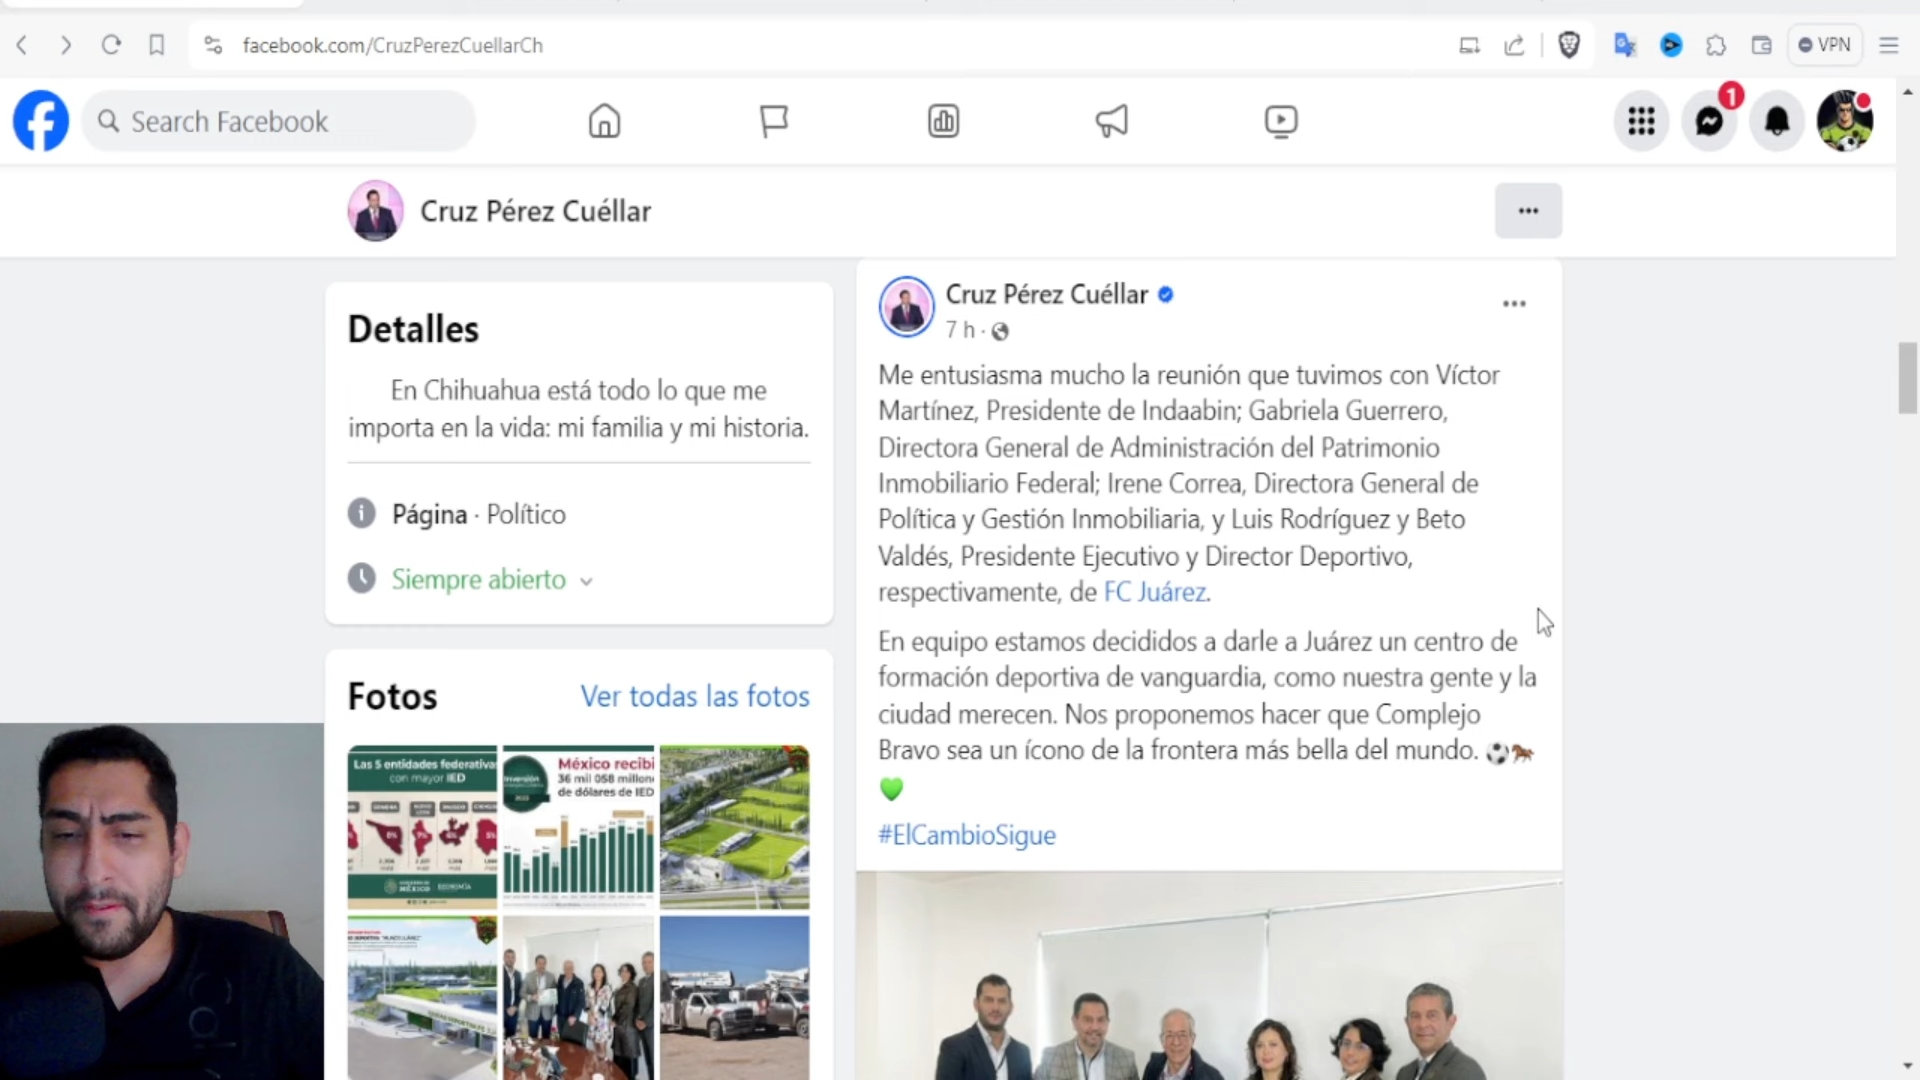 facebook.com/CruzPerezCuellarCh
VPN
Search Facebook
1
Cruz Pérez Cuéllar
Detalles
En Chihuahua está todo lo que me
importa en la vida: mi familia y mi historia.
Página · Político
Siempre abierto
Fotos
Ver todas las fotos
Las 5 entidades federativas
con mayor IED
México recibi
36 mil 058 millone
de dólares de IED
Cruz Pérez Cuéllar
7 h ·
Me entusiasma mucho la reunión que tuvimos con Víctor
Martínez, Presidente de Indaabin; Gabriela Guerrero,
Directora General de Administración del Patrimonio
Inmobiliario Federal; Irene Correa, Directora General de
Política y Gestión Inmobiliaria, y Luis Rodríguez y Beto
Valdés, Presidente Ejecutivo y Director Deportivo,
respectivamente, de FC Juárez.
En equipo estamos decididos a darle a Juárez un centro de
formación deportiva de vanguardia, como nuestra gente y la
ciudad merecen. Nos proponemos hacer que Complejo
Bravo sea un ícono de la frontera más bella del mundo. ⚽🐎
💚
#ElCambioSigue